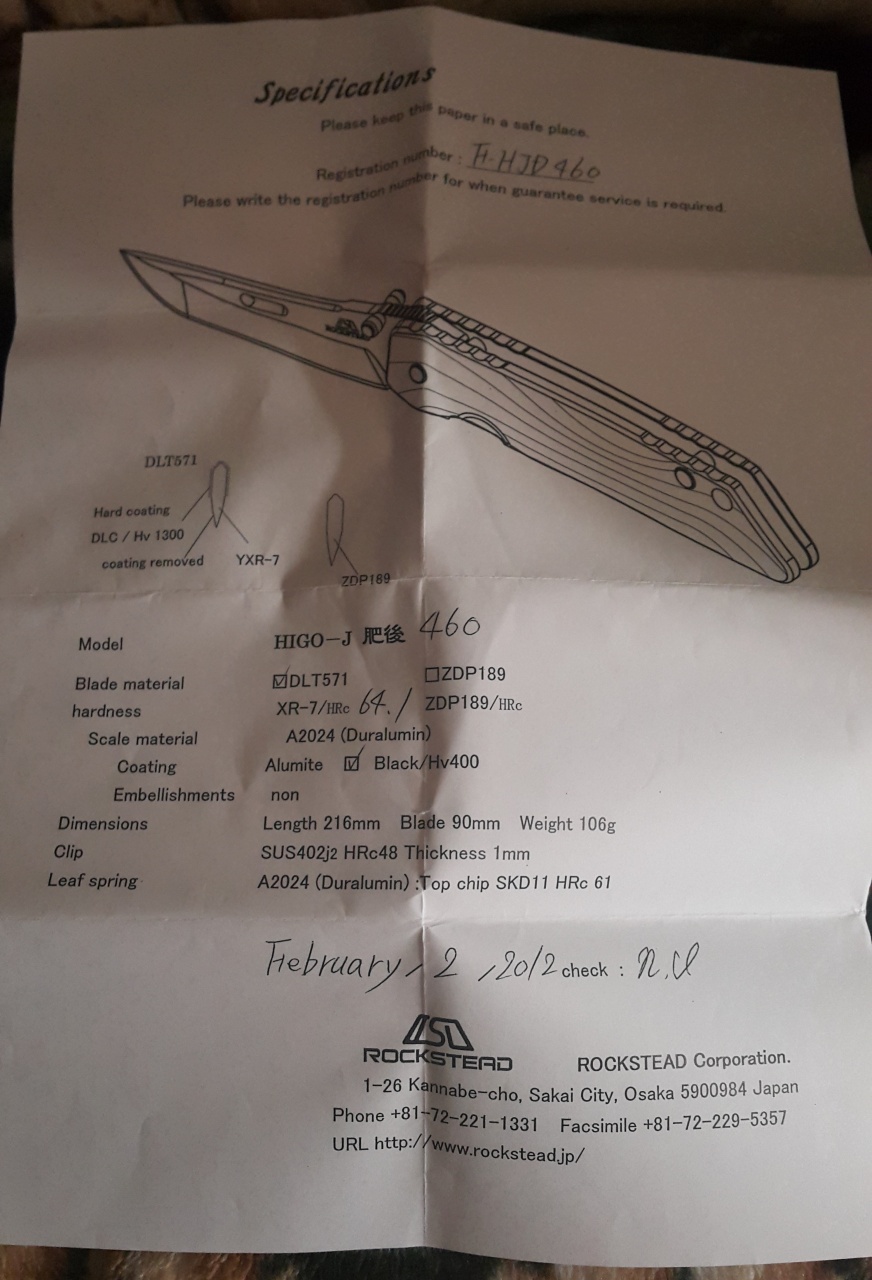 Specifications
Please keep this paper in a safe place.
Registration number : F-HJD460
Please write the registration number for when guarantee service is required.
DLT571
Hard coating
DLC / Hv 1300
coating removed YXR-7
ZDP189
Model HIGO-J 肥後 460
Blade material ☑DLT571 ☐ZDP189
hardness XR-7/HRc 64.1 ZDP189/HRc
Scale material A2024 (Duralumin)
Coating Alumite ☑ Black/Hv400
Embellishments non
Dimensions Length 216mm Blade 90mm Weight 106g
Clip SUS402j2 HRc48 Thickness 1mm
Leaf spring A2024 (Duralumin) :Top chip SKD11 HRc 61
February, 2 ,2012 check :
ROCKSTEAD ROCKSTEAD Corporation.
1-26 Kannabe-cho, Sakai City, Osaka 5900984 Japan
Phone +81-72-221-1331 Facsimile +81-72-229-5357
URL http://www.rockstead.jp/